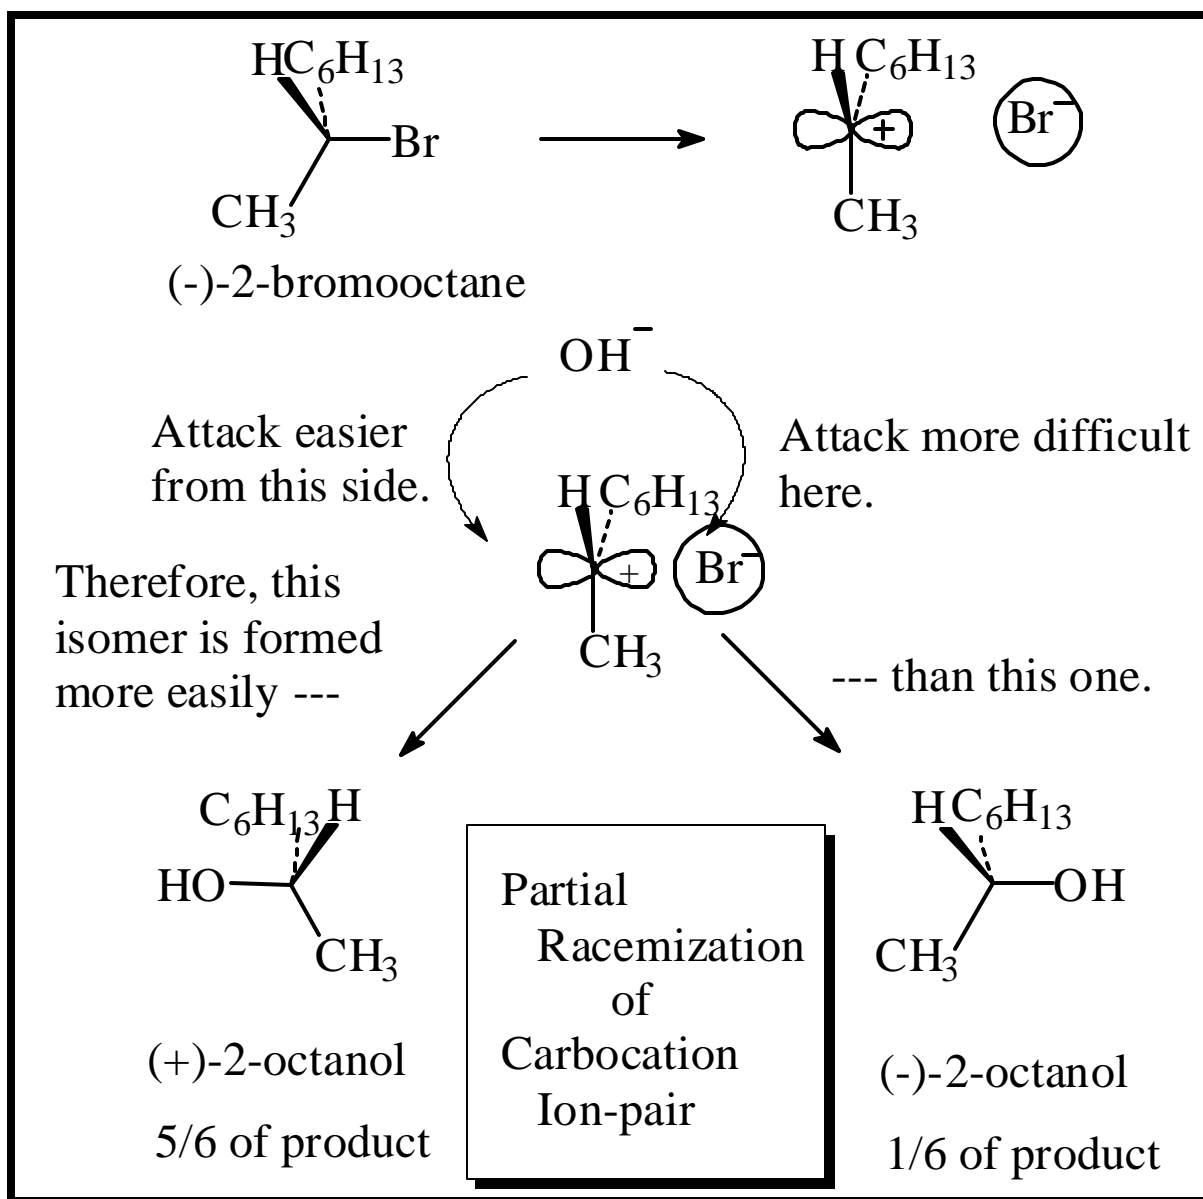 HC₆H₁₃
Br
CH₃
(-)-2-bromooctane
H C₆H₁₃
+
Br⁻
CH₃
OH⁻
Attack easier
from this side.
Attack more difficult
here.
H C₆H₁₃
+
Br⁻
CH₃
Therefore, this
isomer is formed
more easily ---
--- than this one.
C₆H₁₃H
HO
CH₃
(+)-2-octanol
5/6 of product
Partial
Racemization
of
Carbocation
Ion-pair
HC₆H₁₃
OH
CH₃
(-)-2-octanol
1/6 of product